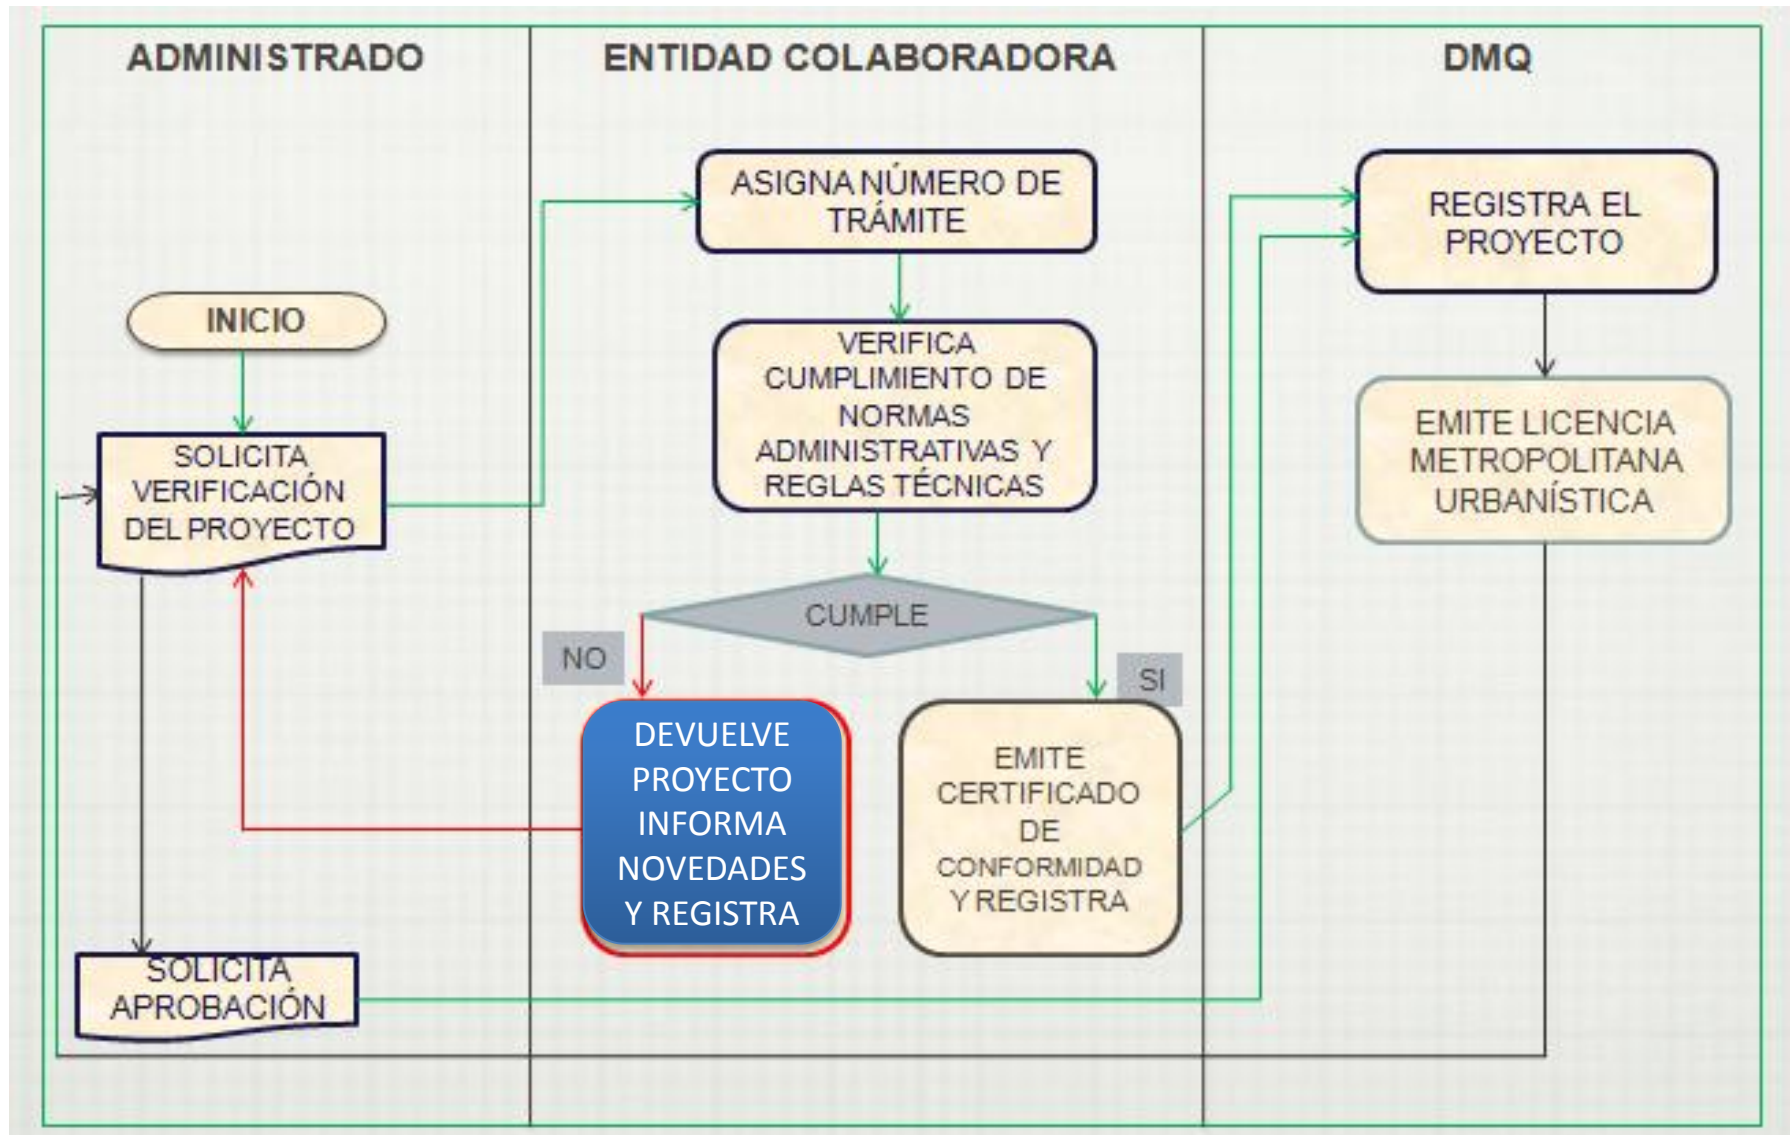 ADMINISTRADO
ENTIDAD COLABORADORA
DMQ
INICIO
SOLICITA
VERIFICACIÓN
DEL PROYECTO
SOLICITA
APROBACIÓN
ASIGNA NÚMERO DE
TRÁMITE
VERIFICA
CUMPLIMIENTO DE
NORMAS
ADMINISTRATIVAS Y
REGLAS TÉCNICAS
CUMPLE
NO
SI
DEVUELVE
PROYECTO
INFORMA
NOVEDADES
Y REGISTRA
EMITE
CERTIFICADO
DE
CONFORMIDAD
Y REGISTRA
REGISTRA EL
PROYECTO
EMITE LICENCIA
METROPOLITANA
URBANÍSTICA